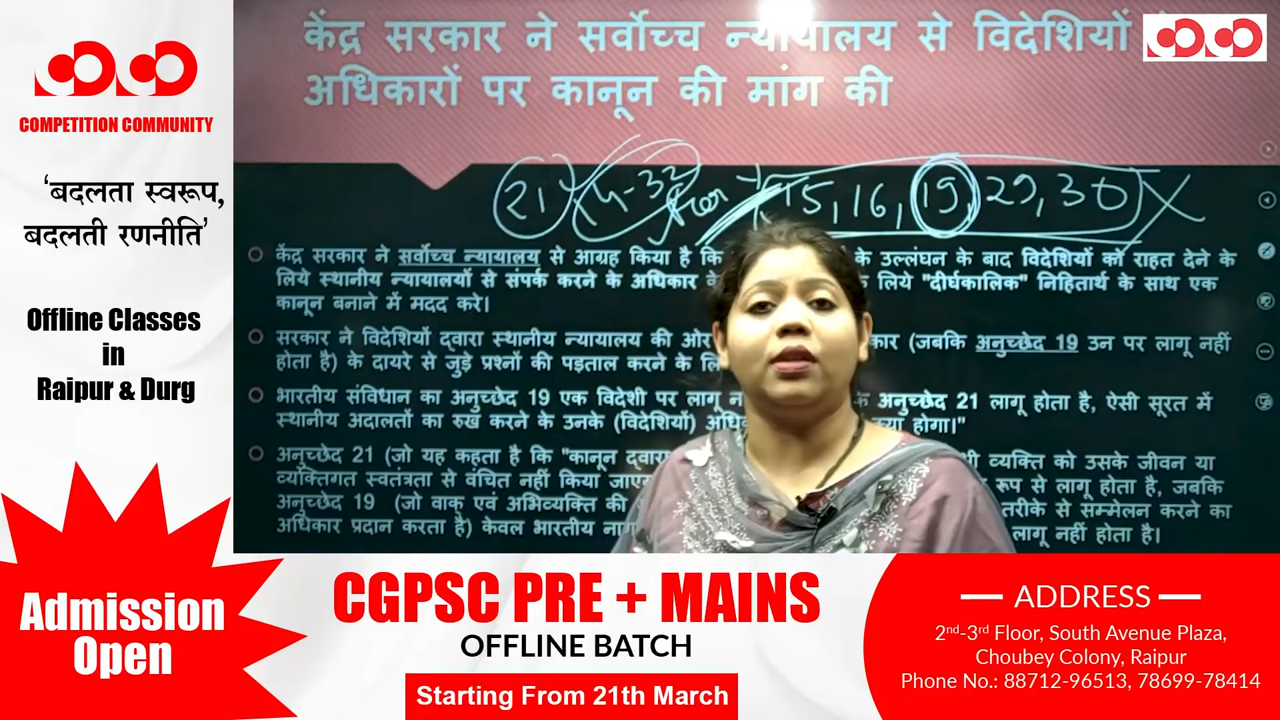 COMPETITION COMMUNITY
‘बदलता स्वरूप,
बदलती रणनीति’
Offline Classes
in
Raipur & Durg
Admission
Open
केंद्र सरकार ने सर्वोच्च न्यायालय से विदेशियों
अधिकारों पर कानून की मांग की
21 15, 16, 19, 29, 30
केंद्र सरकार ने सर्वोच्च न्यायालय से आग्रह किया है कि के उल्लंघन के बाद विदेशियों को राहत देने के
लिये स्थानीय न्यायालयों से संपर्क करने के अधिकार लिये "दीर्घकालिक" निहितार्थ के साथ एक
कानून बनाने में मदद करे।
सरकार ने विदेशियों द्वारा स्थानीय न्यायालय की ओर (जबकि अनुच्छेद 19 उन पर लागू नहीं
होता है) के दायरे से जुड़े प्रश्नों की पड़ताल करने के
भारतीय संविधान का अनुच्छेद 19 एक विदेशी पर लागू अनुच्छेद 21 लागू होता है, ऐसी सूरत में
स्थानीय अदालतों का रुख करने के उनके (विदेशियों) क्या होगा।"
अनुच्छेद 21 (जो यह कहता है कि "कानून द्वारा व्यक्ति को उसके जीवन या
व्यक्तिगत स्वतंत्रता से वंचित नहीं किया रूप से लागू होता है, जबकि
अनुच्छेद 19 (जो वाक् एवं अभिव्यक्ति की तरीके से सम्मेलन करने का
अधिकार प्रदान करता है) केवल भारतीय लागू नहीं होता है।
CGPSC PRE + MAINS
OFFLINE BATCH
Starting From 21th March
ADDRESS
2nd-3rd Floor, South Avenue Plaza,
Choubey Colony, Raipur
Phone No.: 88712-96513, 78699-78414